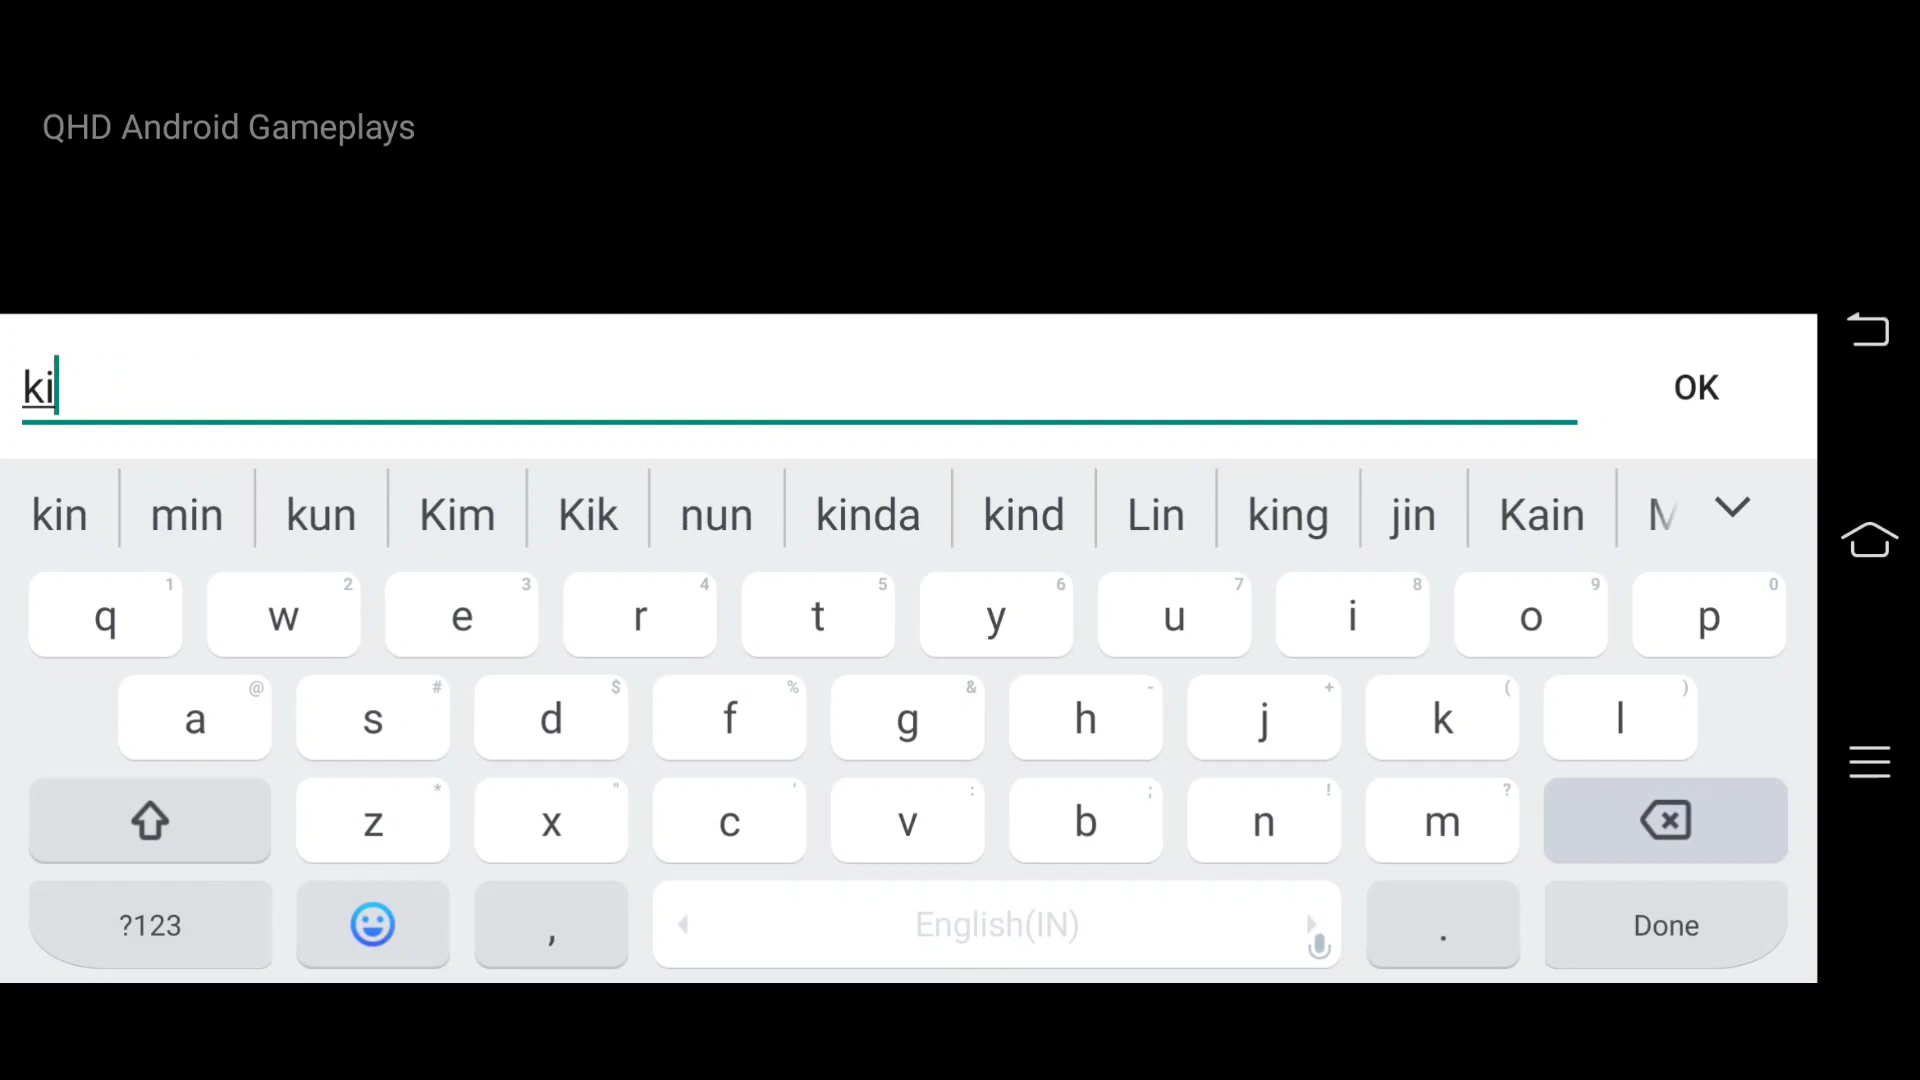 QHD Android Gameplays
ki
OK
kin min kun Kim Kik nun kinda kind Lin king jin Kain
q 1 w 2 e 3 r 4 t 5 y 6 u 7 i 8 o 9 p 0
a @ s # d $ f % g & h - j + k ( l )
z * x " c ' v : b ; n ! m ?
?123 , English(IN) . Done